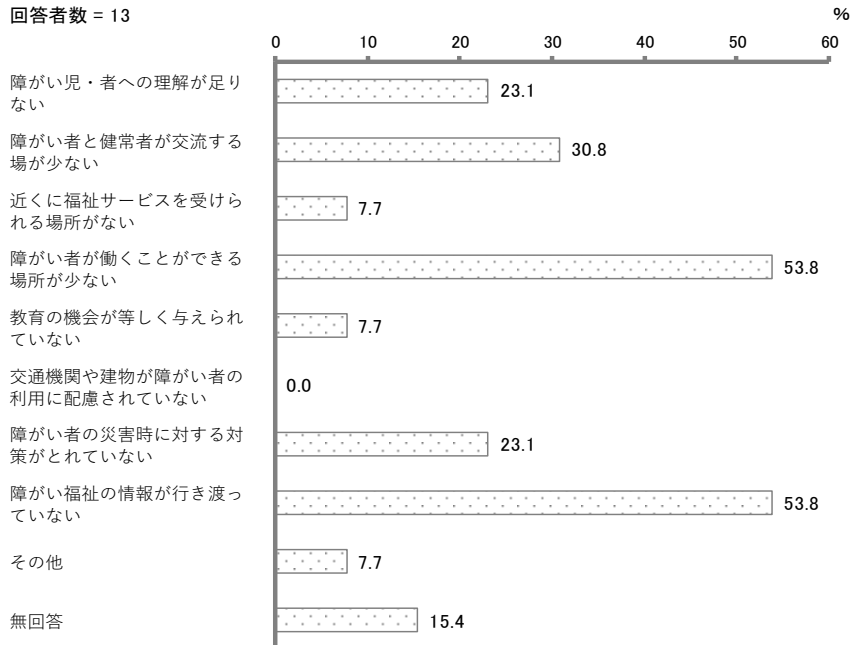 回答者数 = 13
%
0 10 20 30 40 50 60
障がい児・者への理解が足り
ない
23.1
障がい者と健常者が交流する
場が少ない
30.8
近くに福祉サービスを受けら
れる場所がない
7.7
障がい者が働くことができる
場所が少ない
53.8
教育の機会が等しく与えられ
ていない
7.7
交通機関や建物が障がい者の
利用に配慮されていない
0.0
障がい者の災害時に対する対
策がとれていない
23.1
障がい福祉の情報が行き渡っ
ていない
53.8
その他
7.7
無回答
15.4